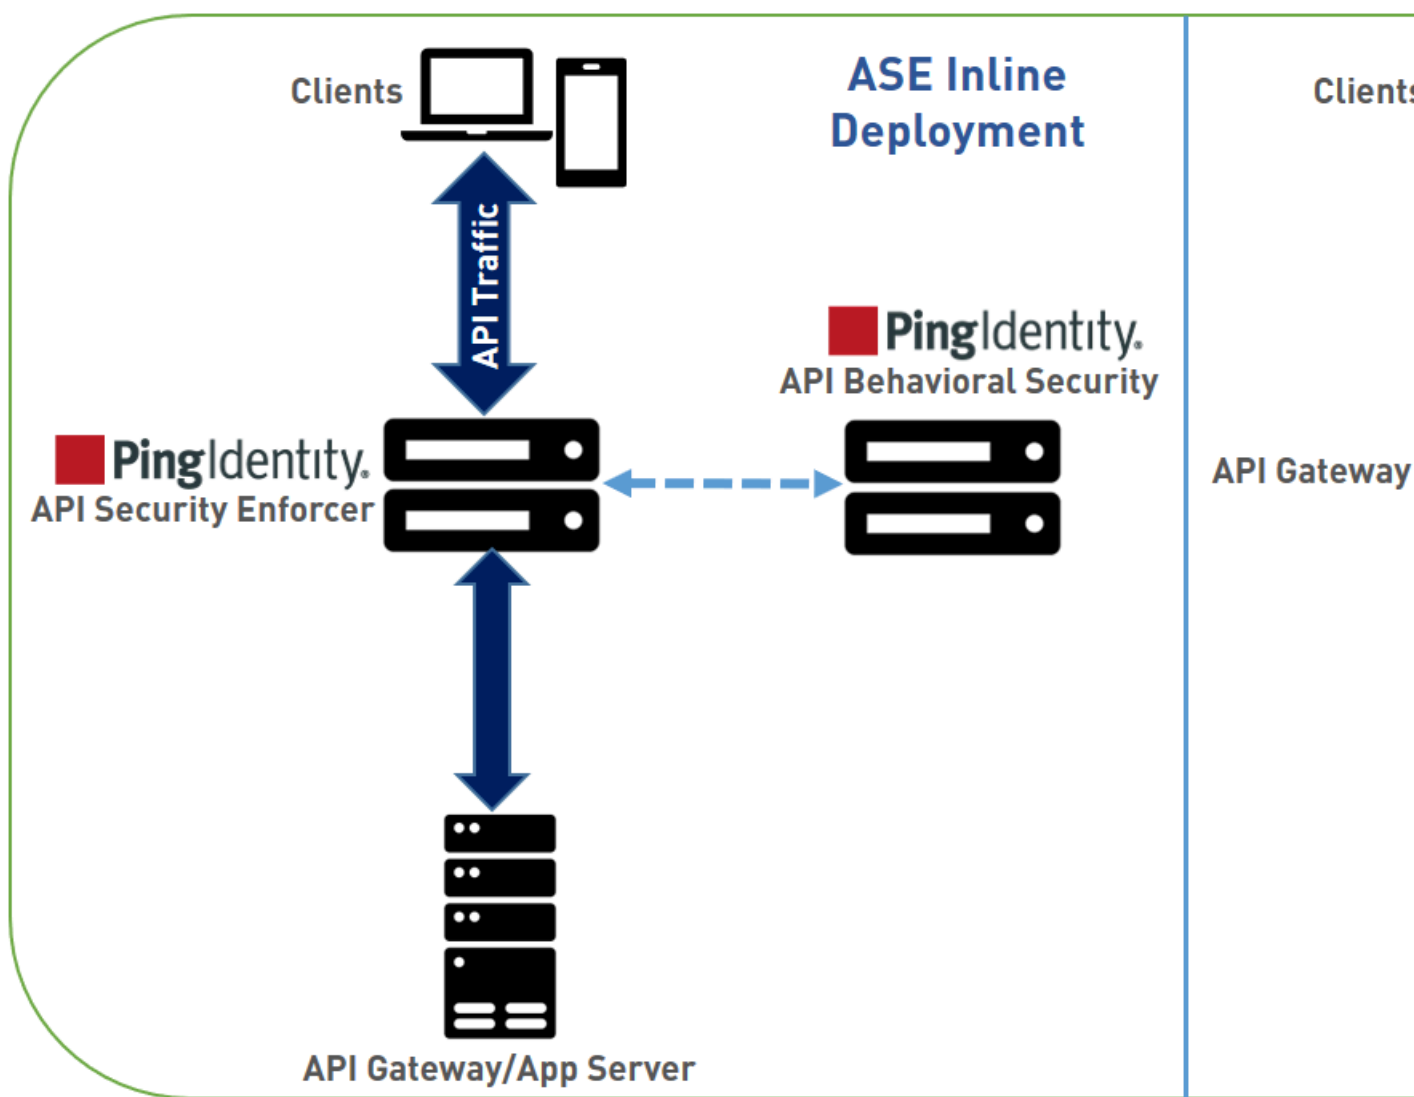 Clients
ASE Inline
Deployment
API Traffic
PingIdentity®
API Behavioral Security
PingIdentity®
API Security Enforcer
API Gateway/App Server
Clients
API Gateway